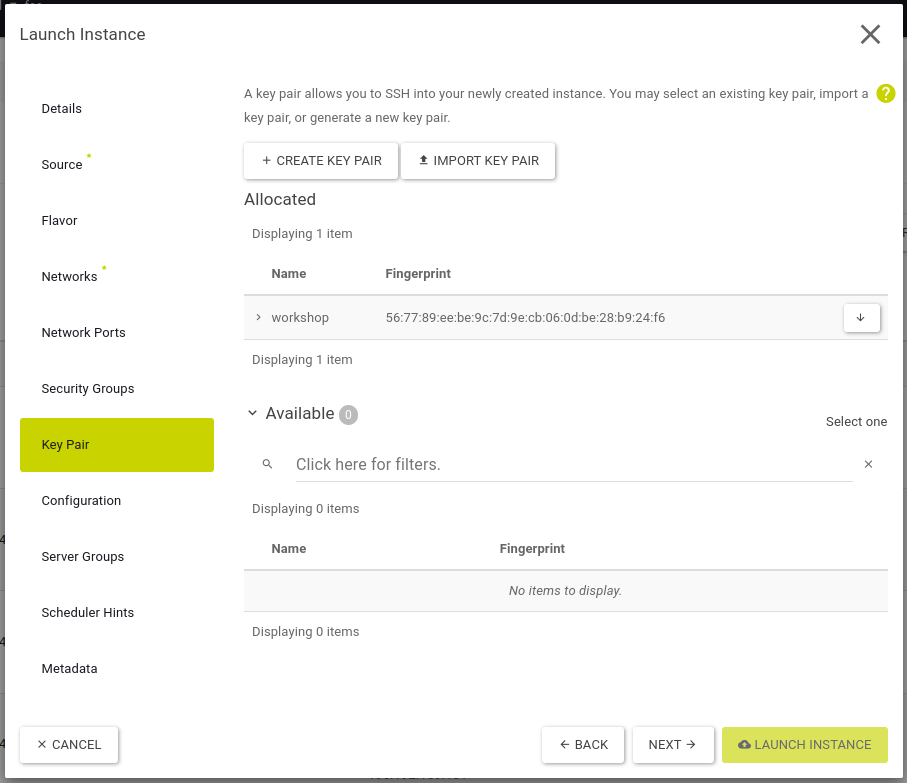 Launch Instance
Details
Source *
Flavor
Networks *
Network Ports
Security Groups
Key Pair
Configuration
Server Groups
Scheduler Hints
Metadata
A key pair allows you to SSH into your newly created instance. You may select an existing key pair, import a
key pair, or generate a new key pair.
?
+ CREATE KEY PAIR
IMPORT KEY PAIR
Allocated
Displaying 1 item
Name Fingerprint
workshop 56:77:89:ee:be:9c:7d:9e:cb:06:0d:be:28:b9:24:f6
Displaying 1 item
Available 0
Select one
Click here for filters.
Displaying 0 items
Name Fingerprint
No items to display.
Displaying 0 items
× CANCEL
← BACK
NEXT →
LAUNCH INSTANCE